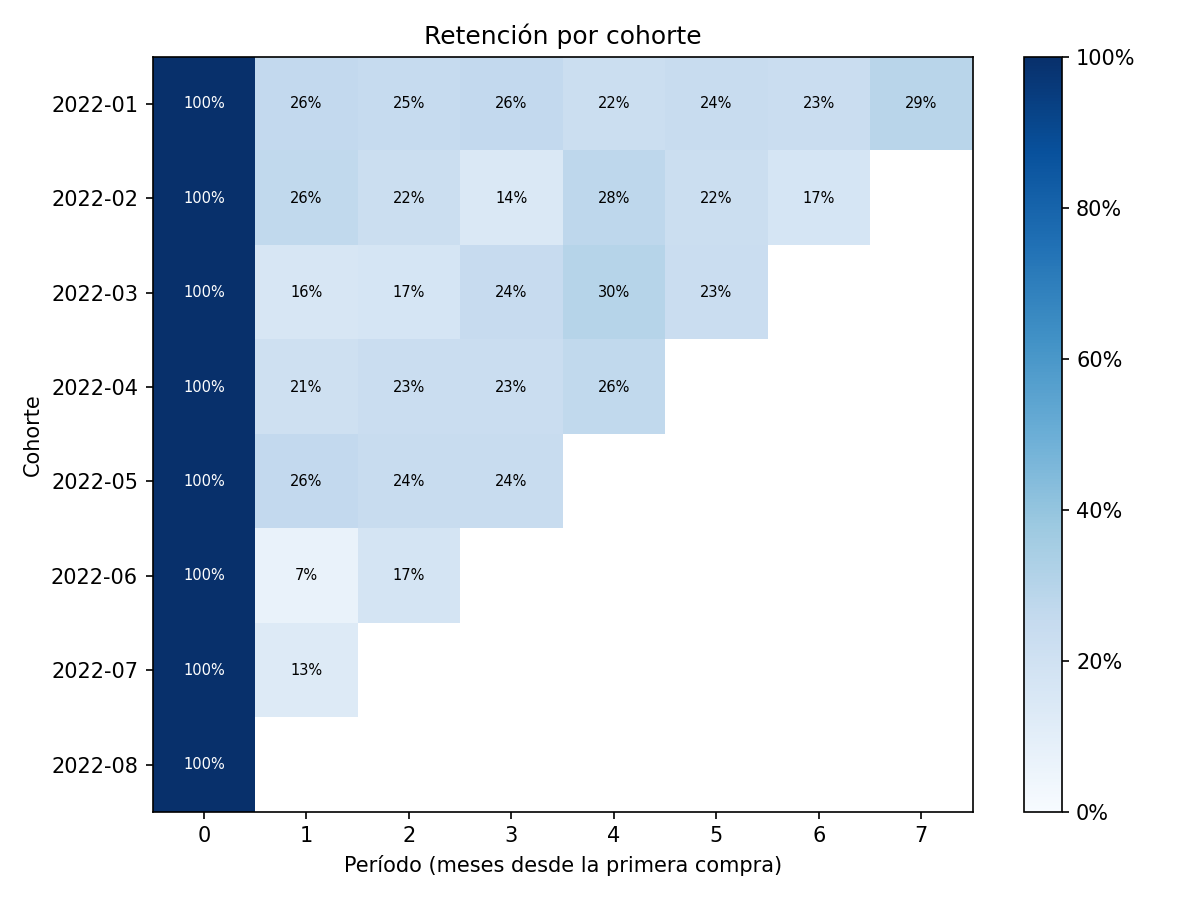 Retención por cohorte
Cohorte
2022-01 100% 26% 25% 26% 22% 24% 23% 29%
2022-02 100% 26% 22% 14% 28% 22% 17%
2022-03 100% 16% 17% 24% 30% 23%
2022-04 100% 21% 23% 23% 26%
2022-05 100% 26% 24% 24%
2022-06 100% 7% 17%
2022-07 100% 13%
2022-08 100%
0 1 2 3 4 5 6 7
Período (meses desde la primera compra)
100%
80%
60%
40%
20%
0%